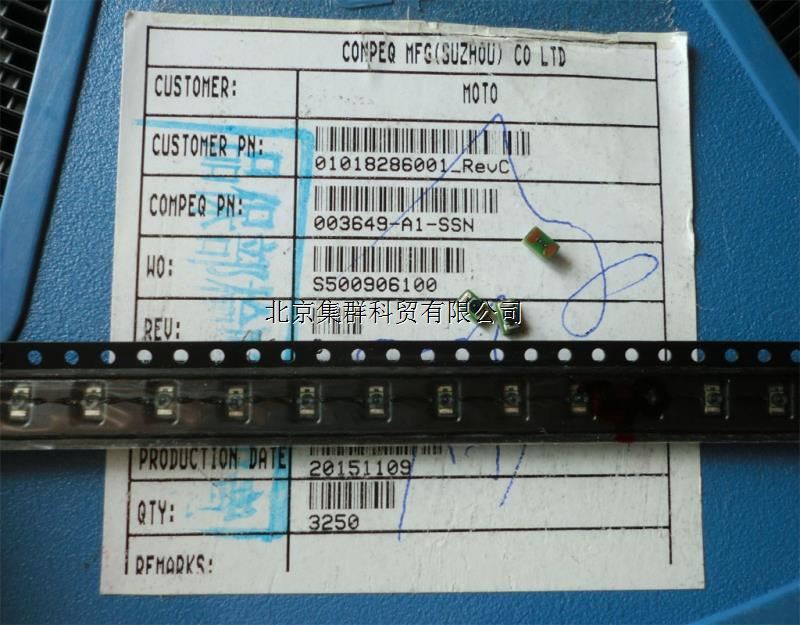 COMPEQ MFG(SUZHOU) CO LTD
CUSTOMER: MOTO
CUSTOMER PN: 01018286001_RevC
COMPEQ PN: 003649-A1-SSN
WO: S500906100
北京集群科贸有限公司
REV:
PRODUCTION DATE 20151109
QTY: 3250
REMARKS: